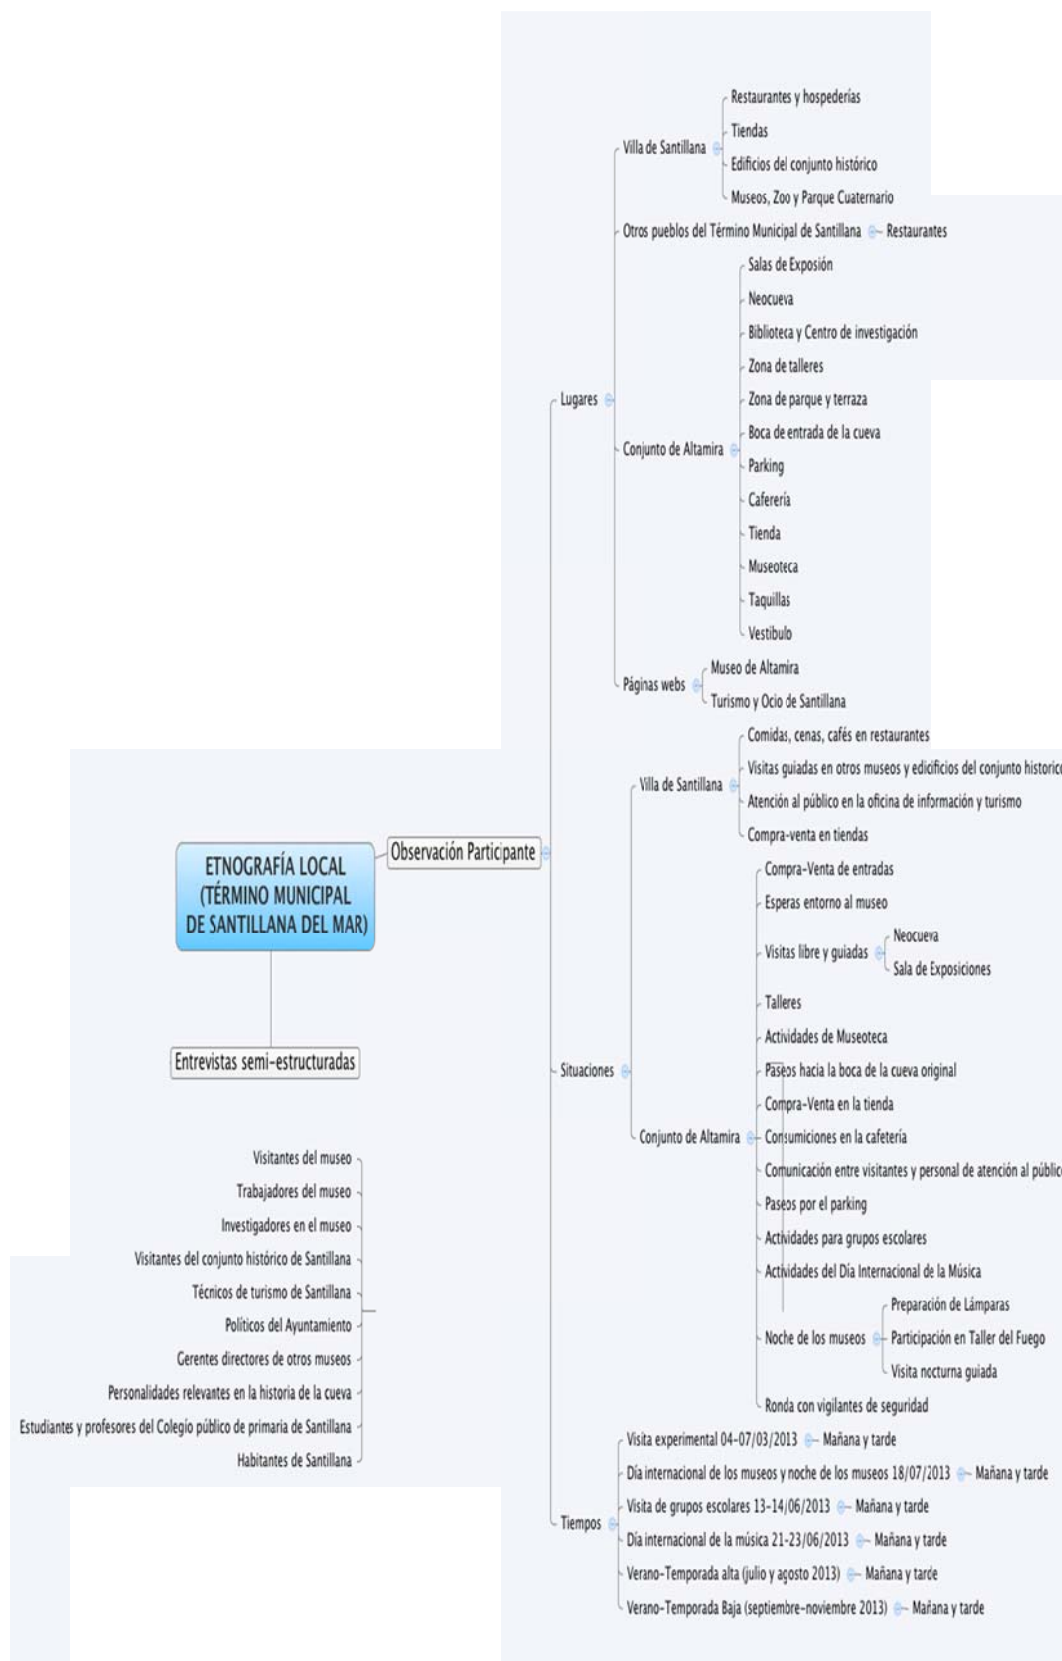 ETNOGRAFÍA LOCAL
(TÉRMINO MUNICIPAL
DE SANTILLANA DEL MAR)
Observación Participante
Lugares
Villa de Santillana
Restaurantes y hospederías
Tiendas
Edificios del conjunto histórico
Museos, Zoo y Parque Cuaternario
Otros pueblos del Término Municipal de Santillana
Restaurantes
Conjunto de Altamira
Salas de Exposión
Neocueva
Biblioteca y Centro de investigación
Zona de talleres
Zona de parque y terraza
Boca de entrada de la cueva
Parking
Caferería
Tienda
Museoteca
Taquillas
Vestibulo
Páginas webs
Museo de Altamira
Turismo y Ocio de Santillana
Situaciones
Villa de Santillana
Comidas, cenas, cafés en restaurantes
Visitas guiadas en otros museos y edicificios del conjunto historico
Atención al público en la oficina de información y turismo
Compra-venta en tiendas
Conjunto de Altamira
Compra-Venta de entradas
Esperas entorno al museo
Visitas libre y guiadas
Neocueva
Sala de Exposiciones
Talleres
Actividades de Museoteca
Paseos hacia la boca de la cueva original
Compra-Venta en la tienda
Consumiciones en la cafetería
Comunicación entre visitantes y personal de atención al públic
Paseos por el parking
Actividades para grupos escolares
Actividades del Día Internacional de la Música
Noche de los museos
Preparación de Lámparas
Participación en Taller del Fuego
Visita nocturna guiada
Ronda con vigilantes de seguridad
Tiempos
Visita experimental 04-07/03/2013
Mañana y tarde
Día internacional de los museos y noche de los museos 18/07/2013
Mañana y tarde
Visita de grupos escolares 13-14/06/2013
Mañana y tarde
Día internacional de la música 21-23/06/2013
Mañana y tarde
Verano-Temporada alta (julio y agosto 2013)
Mañana y tarde
Verano-Temporada Baja (septiembre-noviembre 2013)
Mañana y tarde
Entrevistas semi-estructuradas
Visitantes del museo
Trabajadores del museo
Investigadores en el museo
Visitantes del conjunto histórico de Santillana
Técnicos de turismo de Santillana
Políticos del Ayuntamiento
Gerentes directores de otros museos
Personalidades relevantes en la historia de la cueva
Estudiantes y profesores del Colegio público de primaria de Santillana
Habitantes de Santillana